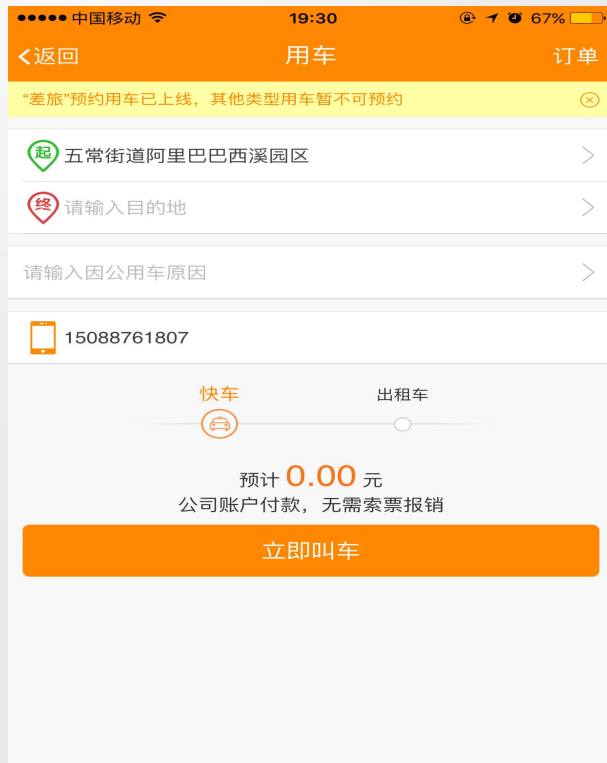 中国移动 19:30 67%
返回 用车 订单
“差旅”预约用车已上线，其他类型用车暂不可预约
起 五常街道阿里巴巴西溪园区
终 请输入目的地
请输入因公用车原因
15088761807
快车 出租车
预计 0.00 元
公司账户付款，无需索票报销
立即叫车